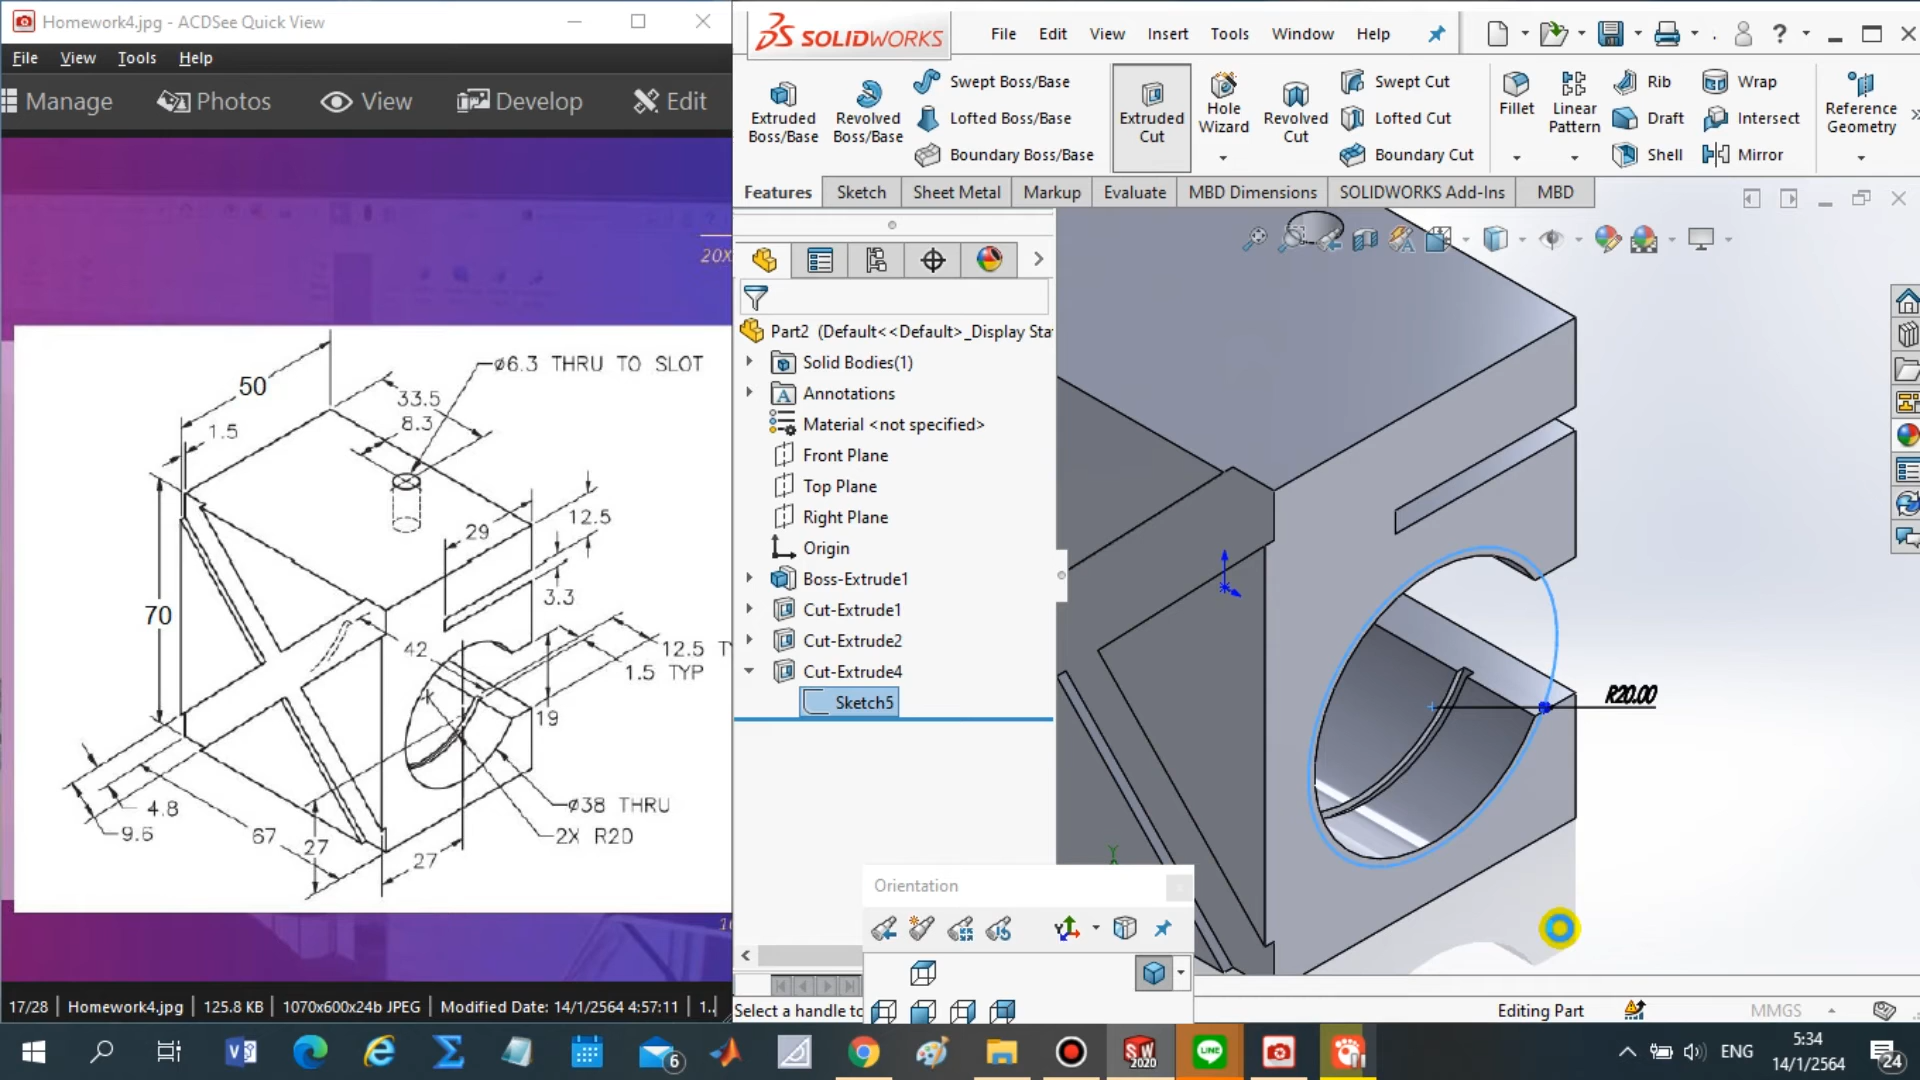 Homework4.jpg - ACDSee Quick View
File View Tools Help
Manage Photos View Develop Edit
20X
50
33.5
8.3
1.5
ø6.3 THRU TO SLOT
29
12.5
3.3
70
42
12.5 T
1.5 TYP
19
4.8
9.6
67
27
27
ø38 THRU
2X R20
17/28 Homework4.jpg 125.8 KB 1070x600x24b JPEG Modified Date: 14/1/2564 4:57:11 1..
SOLIDWORKS
File Edit View Insert Tools Window Help
Extruded Boss/Base
Revolved Boss/Base
Swept Boss/Base
Lofted Boss/Base
Boundary Boss/Base
Extruded Cut
Hole Wizard
Revolved Cut
Swept Cut
Lofted Cut
Boundary Cut
Fillet
Linear Pattern
Rib
Draft
Shell
Wrap
Intersect
Mirror
Reference Geometry
Features Sketch Sheet Metal Markup Evaluate MBD Dimensions SOLIDWORKS Add-Ins MBD
Part2 (Default<<Default>_Display Sta
Solid Bodies(1)
Annotations
Material <not specified>
Front Plane
Top Plane
Right Plane
Origin
Boss-Extrude1
Cut-Extrude1
Cut-Extrude2
Cut-Extrude4
Sketch5
R20.00
Y
Orientation
Select a handle to
Editing Part MMGS
6
SW 2020
LINE
ENG
5:34
14/1/2564
24